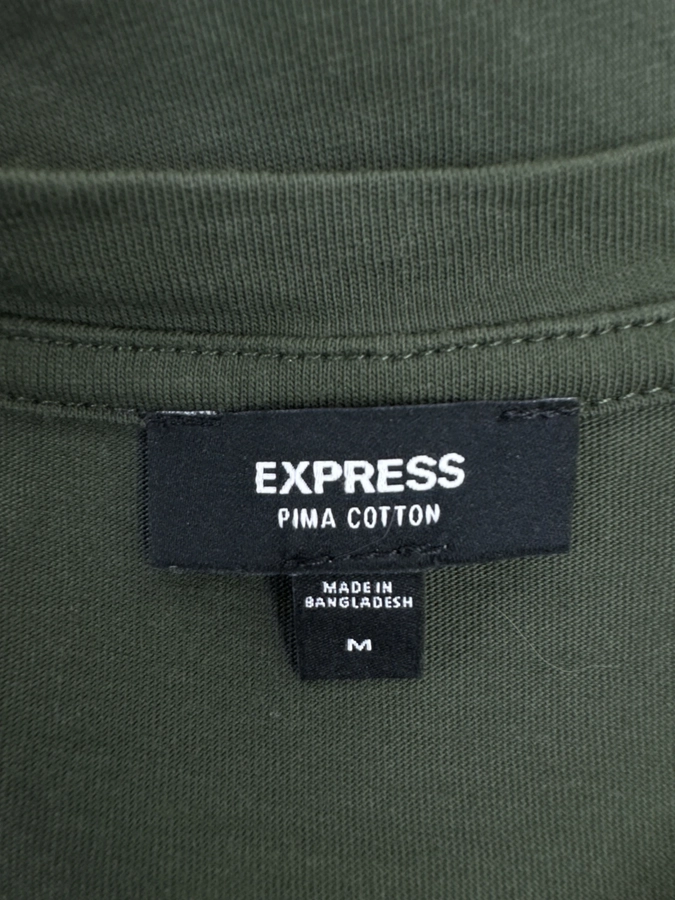 EXPRESS
PIMA COTTON
MADE IN
BANGLADESH
M